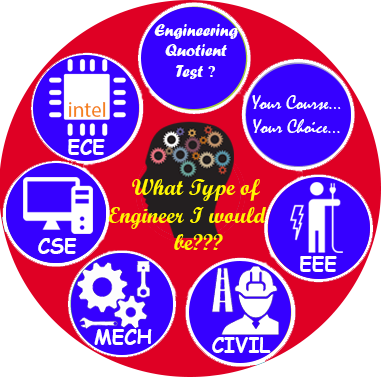 Engineering
Quotient
Test ?
Your Course...
Your Choice...
intel
ECE
What Type of
Engineer I would
be???
CSE
EEE
MECH
CIVIL